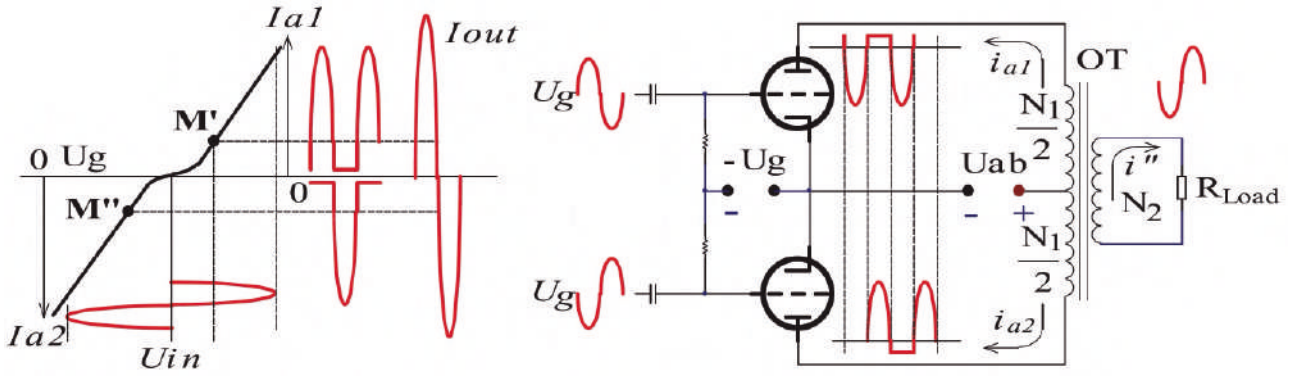 Ia1
Iout
M'
0 Ug
0
M"
Ia2
Uin
Ug
ia1
OT
N1
2
- Ug
-
Uab
-
+
i"
N2
RLoad
N1
2
Ug
ia2